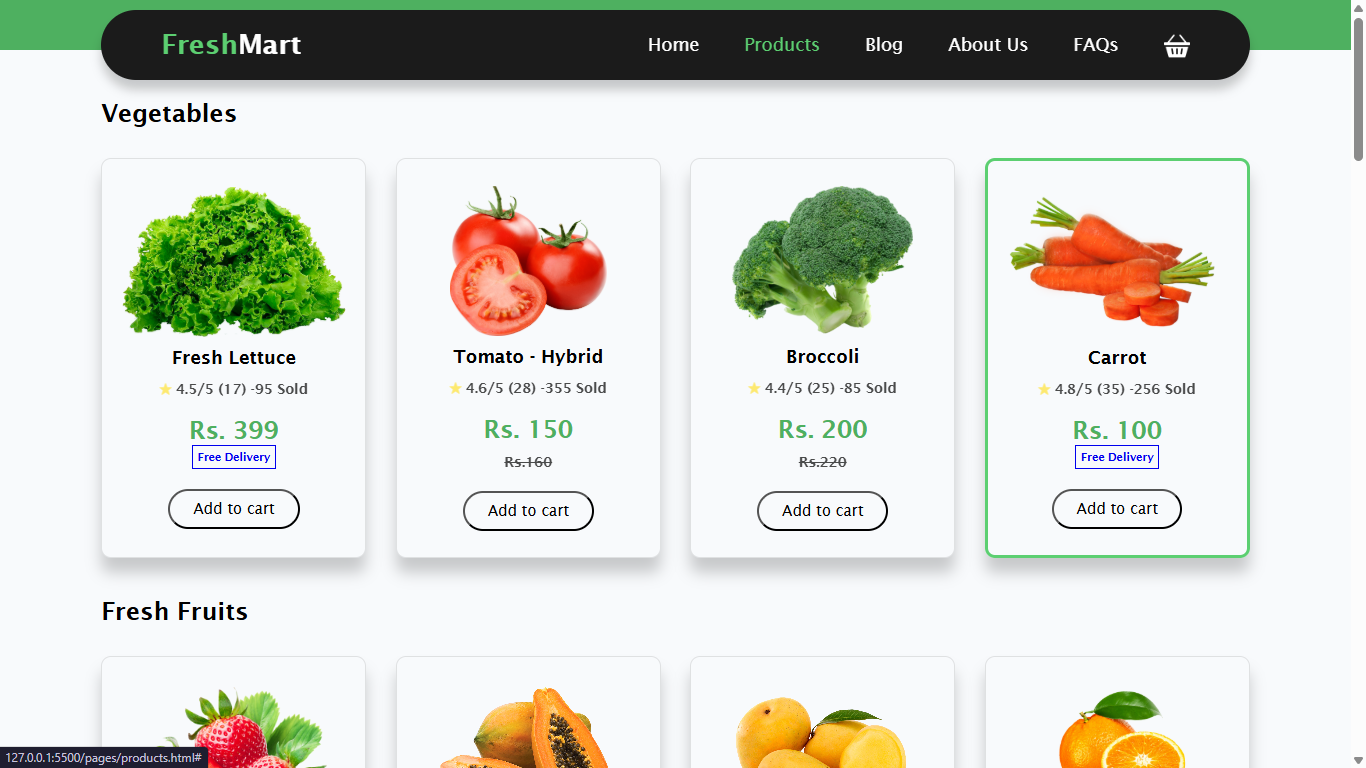 FreshMart
Home Products Blog About Us FAQs
Vegetables
Fresh Lettuce
4.5/5 (17) -95 Sold
Rs. 399
Free Delivery
Add to cart
Tomato - Hybrid
4.6/5 (28) -355 Sold
Rs. 150
Rs.160
Add to cart
Broccoli
4.4/5 (25) -85 Sold
Rs. 200
Rs.220
Add to cart
Carrot
4.8/5 (35) -256 Sold
Rs. 100
Free Delivery
Add to cart
Fresh Fruits
127.0.0.1:5500/pages/products.html#